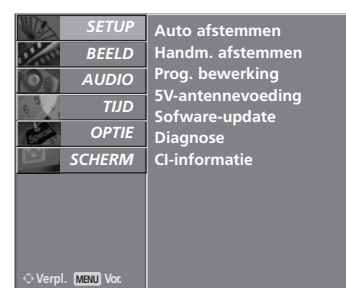 SETUP
BEELD
AUDIO
TIJD
OPTIE
SCHERM
Auto afstemmen
Handm. afstemmen
Prog. bewerking
5V-antennevoeding
Sofware-update
Diagnose
CI-informatie
Verpl. MENU Vor.